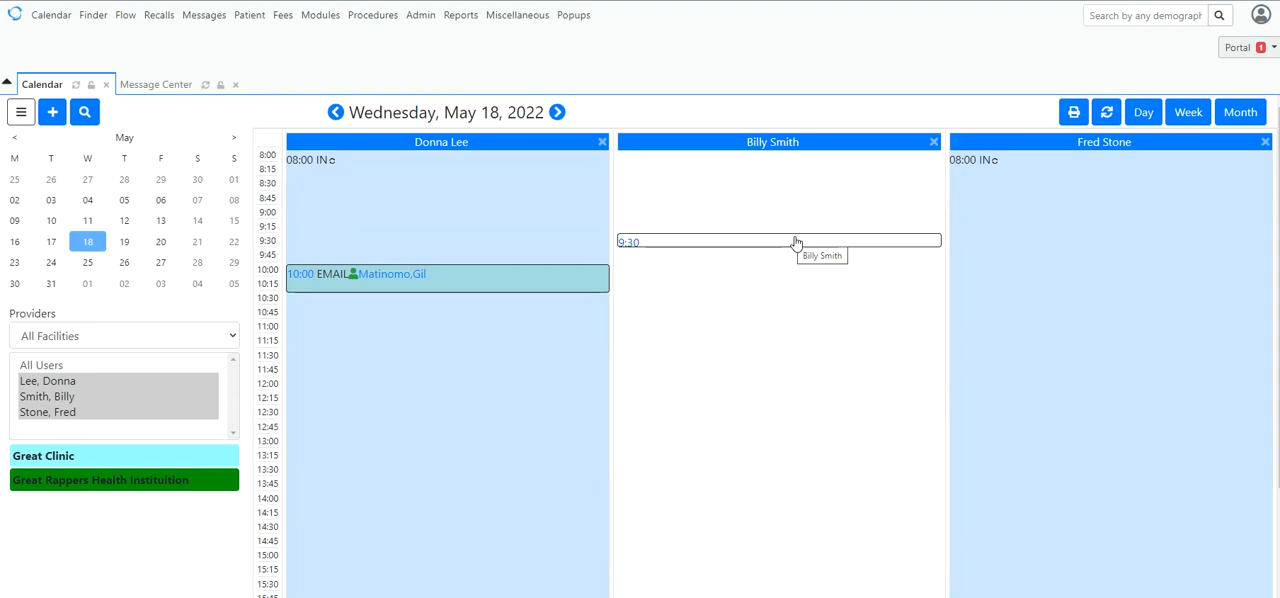 Calendar Finder Flow Recalls Messages Patient Fees Modules Procedures Admin Reports Miscellaneous Popups
Search by any demograph
Portal 1
Calendar Message Center
Wednesday, May 18, 2022
Day Week Month
< May >
M T W T F S S
25 26 27 28 29 30 01
02 03 04 05 06 07 08
09 10 11 12 13 14 15
16 17 18 19 20 21 22
23 24 25 26 27 28 29
30 31 01 02 03 04 05
Providers
All Facilities
All Users
Lee, Donna
Smith, Billy
Stone, Fred
Great Clinic
Great Rappers Health Instituition
8:00
8:15
8:30
8:45
9:00
9:15
9:30
9:45
10:00
10:15
10:30
10:45
11:00
11:15
11:30
11:45
12:00
12:15
12:30
12:45
13:00
13:15
13:30
13:45
14:00
14:15
14:30
14:45
15:00
15:15
15:30
15:45
Donna Lee
08:00 IN
10:00 EMAIL Matinomo,Gil
Billy Smith
9:30
Billy Smith
Fred Stone
08:00 IN